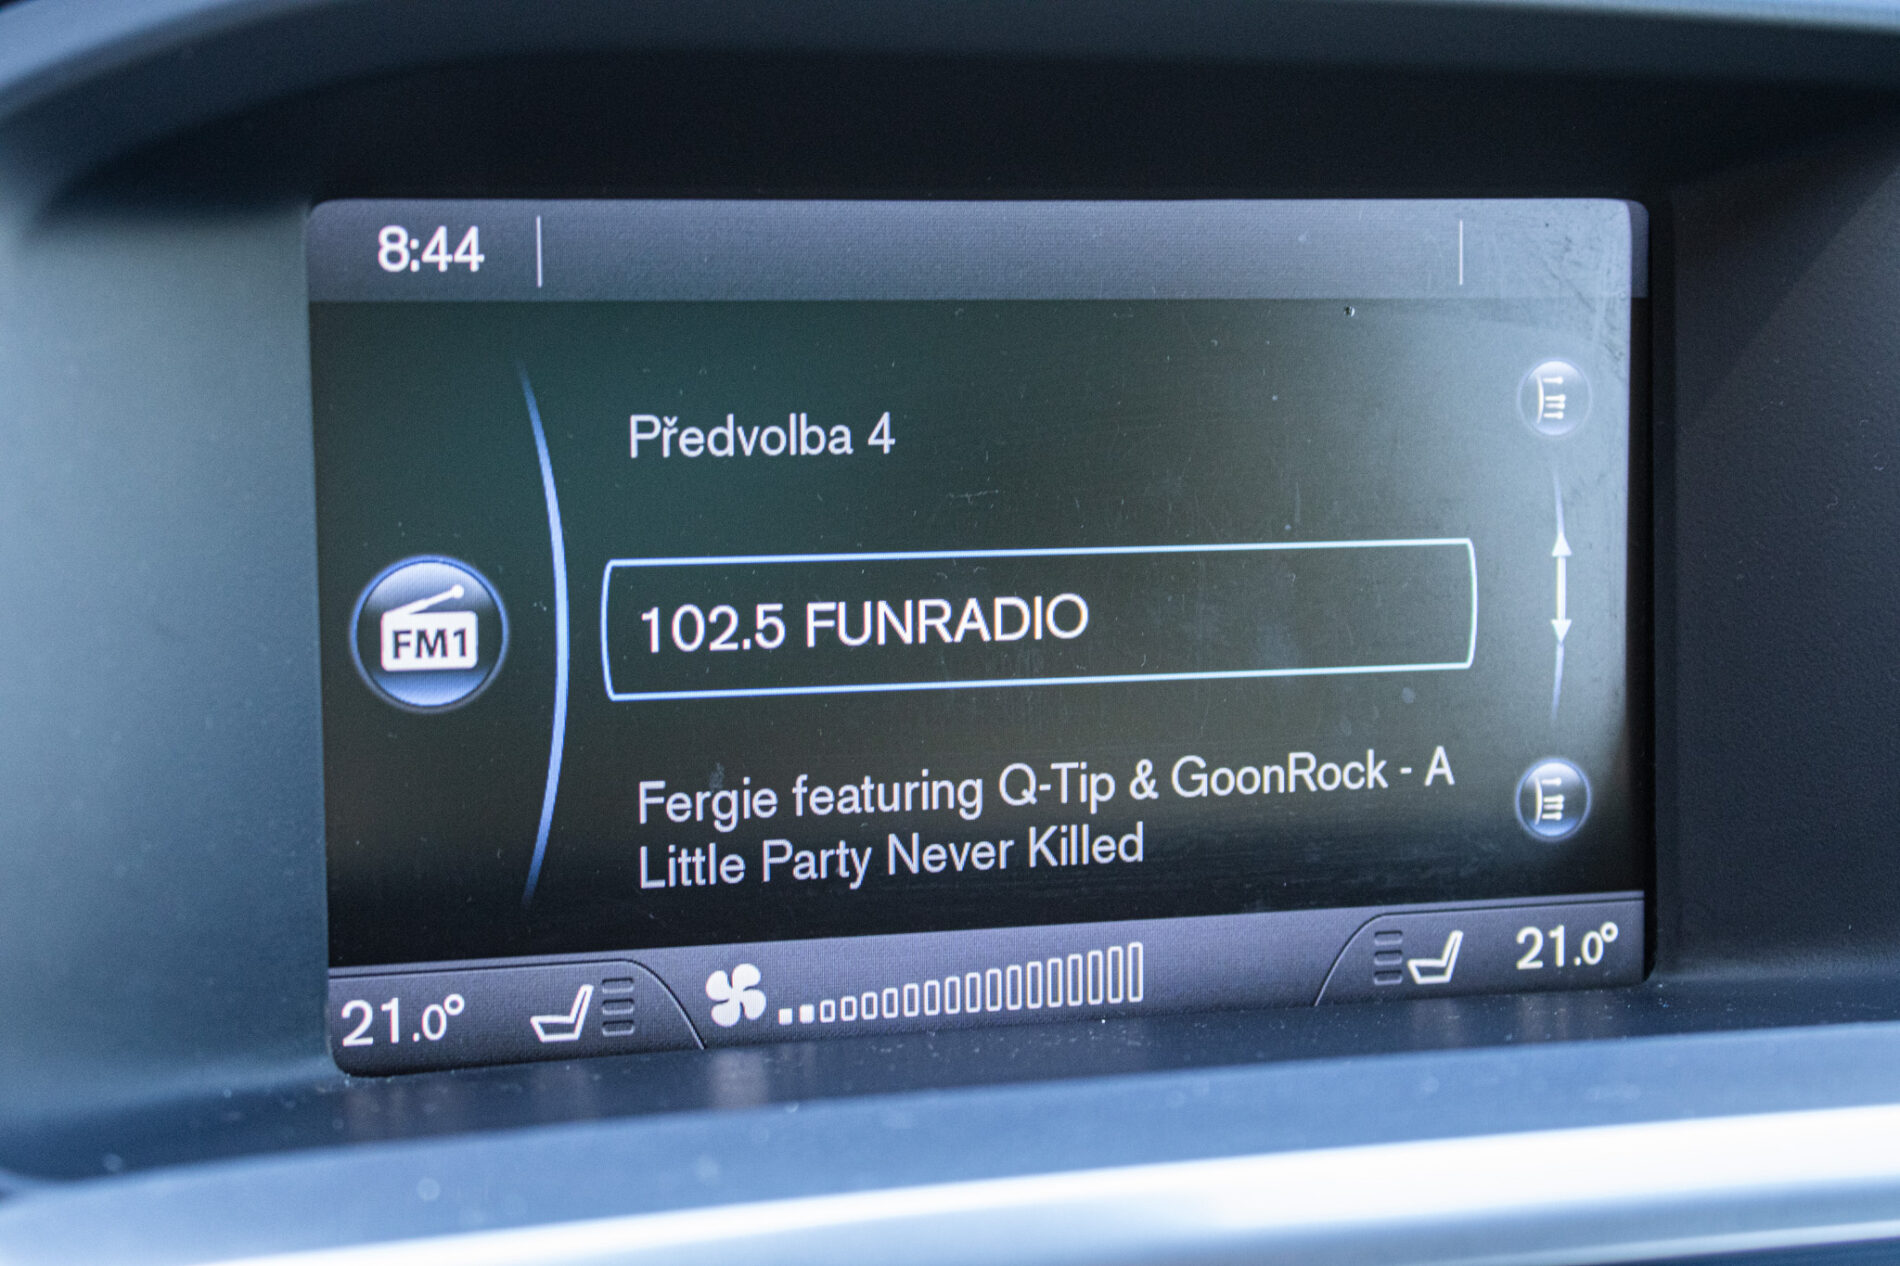 8:44
Předvolba 4
FM1
102.5 FUNRADIO
Fergie featuring Q-Tip & GoonRock - A
Little Party Never Killed
21.0°
21.0°